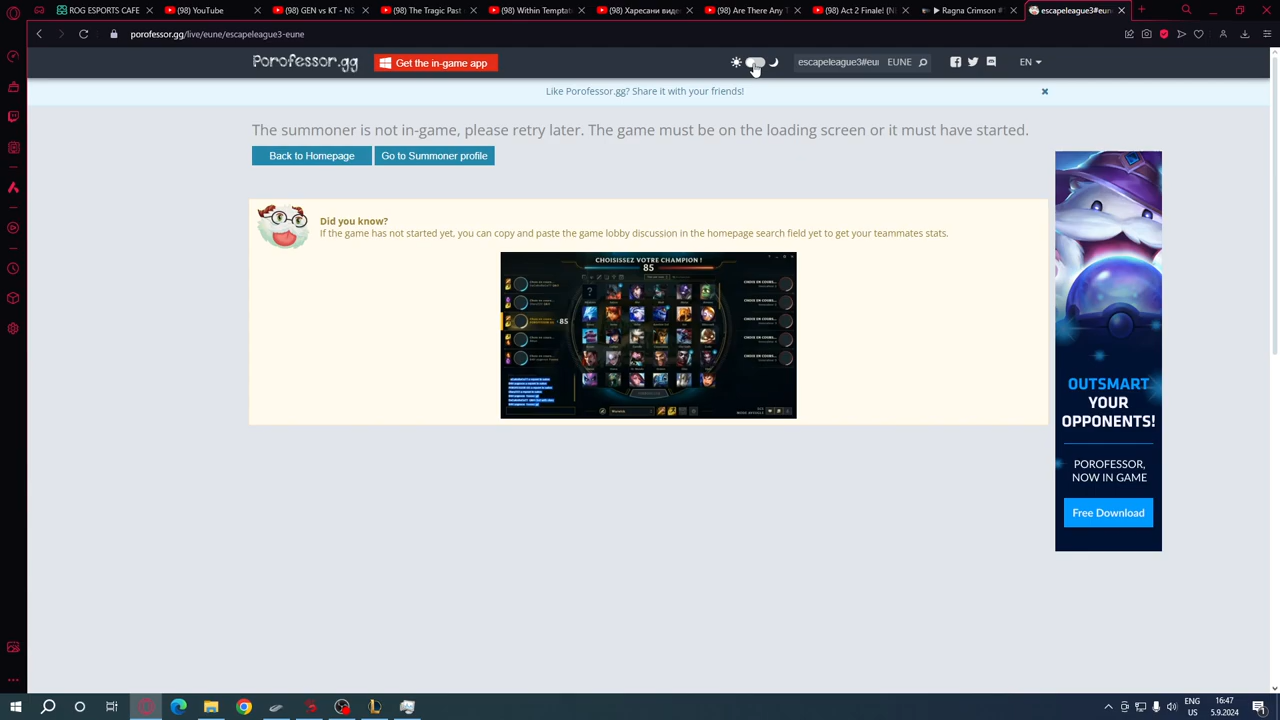 ROG ESPORTS CAFE
(98) YouTube
(98) GEN vs KT - NS
(98) The Tragic Past
(98) Within Tempta
(98) Харесани виде
(98) Are There Any T
(98) Act 2 Finale! (N
Ragna Crimson #
escapeleague3#eun
porofessor.gg/live/eune/escapeleague3-eune
Porofessor.gg
Get the in-game app
escapeleague3#eur
EUNE
EN
Like Porofessor.gg? Share it with your friends!
The summoner is not in-game, please retry later. The game must be on the loading screen or it must have started.
Back to Homepage
Go to Summoner profile
Did you know?
If the game has not started yet, you can copy and paste the game lobby discussion in the homepage search field yet to get your teammates stats.
CHOISISSEZ VOTRE CHAMPION !
85
85
OUTSMART
YOUR
OPPONENTS!
POROFESSOR,
NOW IN GAME
Free Download
ENG
US
16:47
5.9.2024